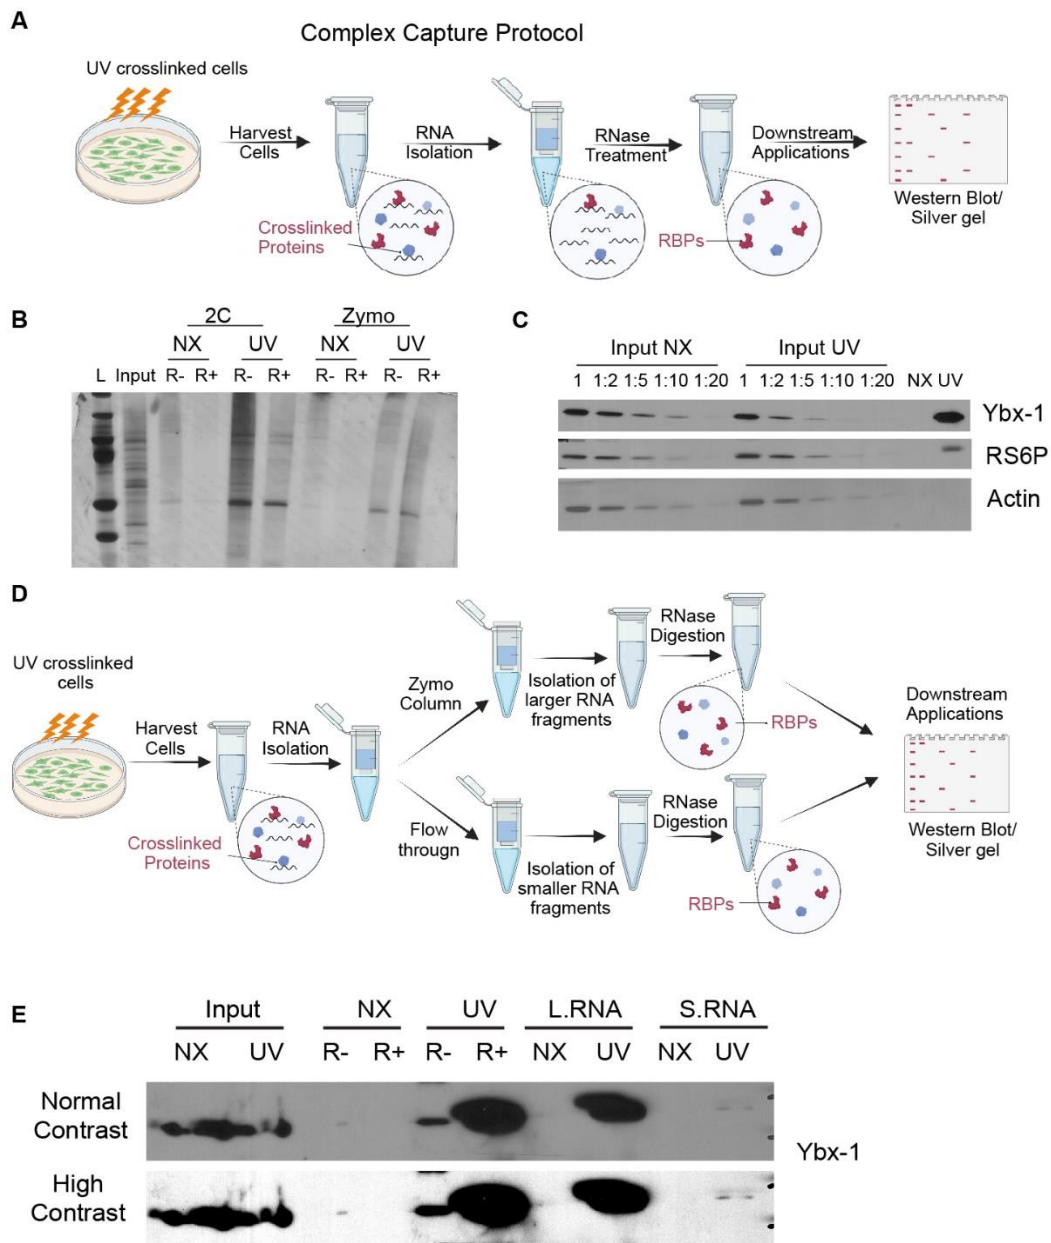 A
Complex Capture Protocol
UV crosslinked cells
Harvest
Cells
RNA
Isolation
RNase
Treatment
Downstream
Applications
Crosslinked
Proteins
RBPs
Western Blot/
Silver gel
B
2C Zymo
NX UV NX UV
L Input R- R+ R- R+ R- R+ R- R+
C
Input NX Input UV
1 1:2 1:5 1:10 1:20 1 1:2 1:5 1:10 1:20 NX UV
Ybx-1
RS6P
Actin
D
UV crosslinked
cells
Harvest
Cells
RNA
Isolation
Crosslinked
Proteins
Zymo
Column
Isolation of
larger RNA
fragments
RNase
Digestion
RBPs
Flow
througn
Isolation of
smaller RNA
fragments
RNase
Digestion
RBPs
Downstream
Applications
Western Blot/
Silver gel
E
Input NX UV L.RNA S.RNA
NX UV R- R+ R- R+ NX UV NX UV
Normal
Contrast
High
Contrast
Ybx-1